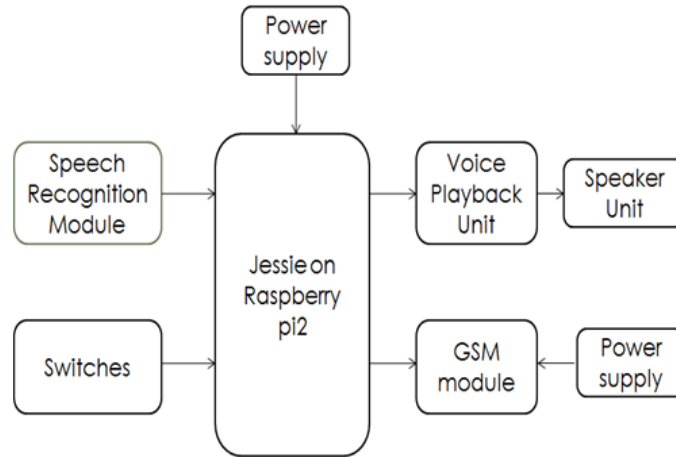 Power
supply
Speech
Recognition
Module
Voice
Playback
Unit
Speaker
Unit
Jessie on
Raspberry
pi2
Switches
GSM
module
Power
supply